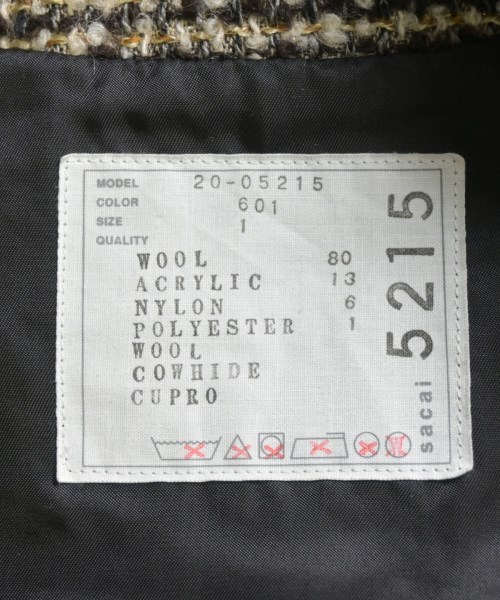 MODEL 20-05215
COLOR 601
SIZE 1
QUALITY
WOOL 80
ACRYLIC 13
NYLON 6
POLYESTER 1
WOOL
COWHIDE
CUPRO
sacai 5215